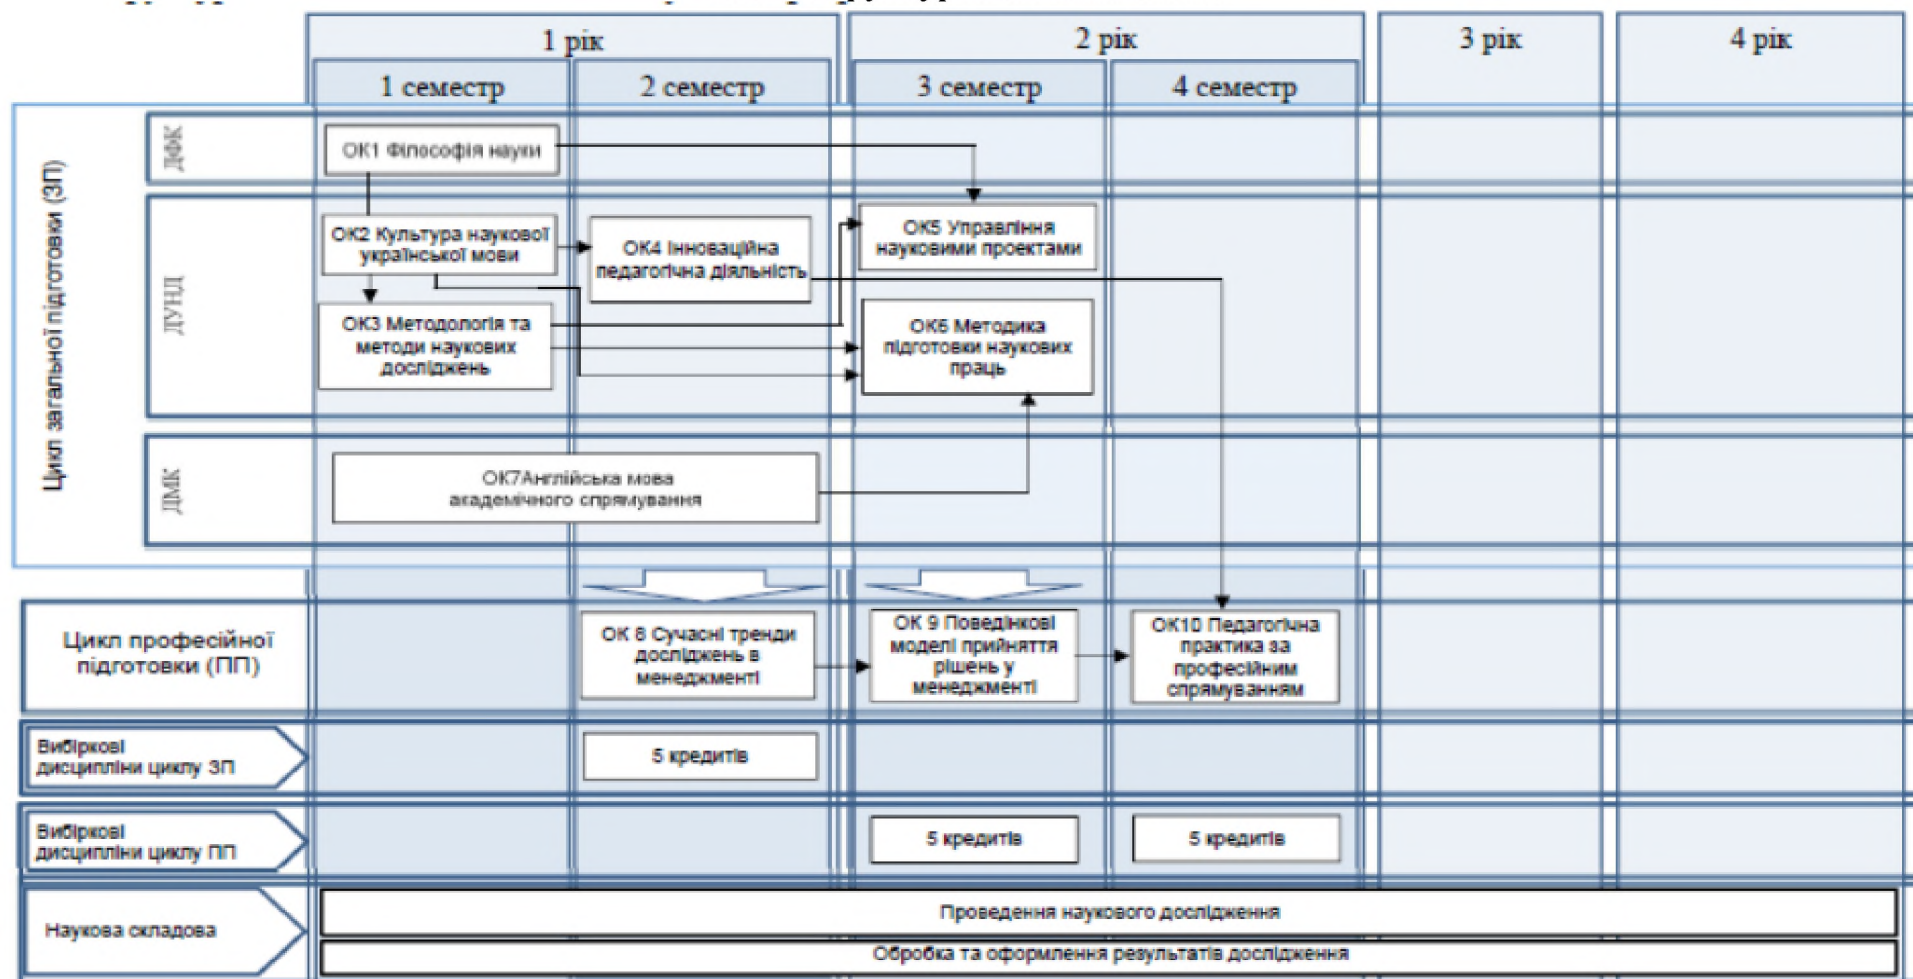 1 рік
2 рік
3 рік
4 рік
1 семестр
2 семестр
3 семестр
4 семестр
Цикл загальної підготовки (ЗП)
ДФК
ОК1 Філософія науки
ДУНД
ОК2 Культура наукової
української мови
ОК4 Інноваційна
педагогічна діяльність
ОК5 Управління
науковими проектами
ОК3 Методологія та
методи наукових
досліджень
ОК6 Методика
підготовки наукових
праць
ДМК
ОК7Англійська мова
академічного спрямування
Цикл професійної
підготовки (ПП)
ОК 8 Сучасні тренди
досліджень в
менеджменті
ОК 9 Поведінкові
моделі прийняття
рішень у
менеджменті
ОК10 Педагогічна
практика за
професійним
спрямуванням
Вибіркові
дисципліни циклу ЗП
5 кредитів
Вибіркові
дисципліни циклу ПП
5 кредитів
5 кредитів
Наукова складова
Проведення наукового дослідження
Обробка та оформлення результатів дослідження